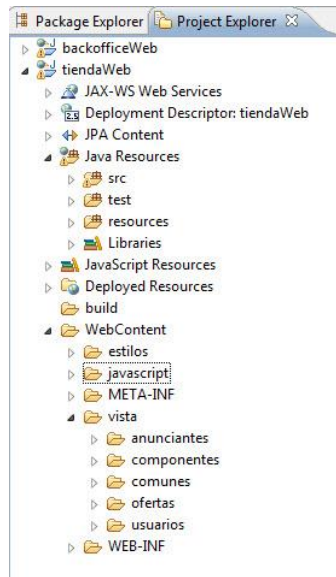 Package Explorer Project Explorer
backofficeWeb
tiendaWeb
JAX-WS Web Services
2.5 Deployment Descriptor: tiendaWeb
JPA Content
Java Resources
src
test
resources
Libraries
JavaScript Resources
Deployed Resources
build
WebContent
estilos
javascript
META-INF
vista
anunciantes
componentes
comunes
ofertas
usuarios
WEB-INF